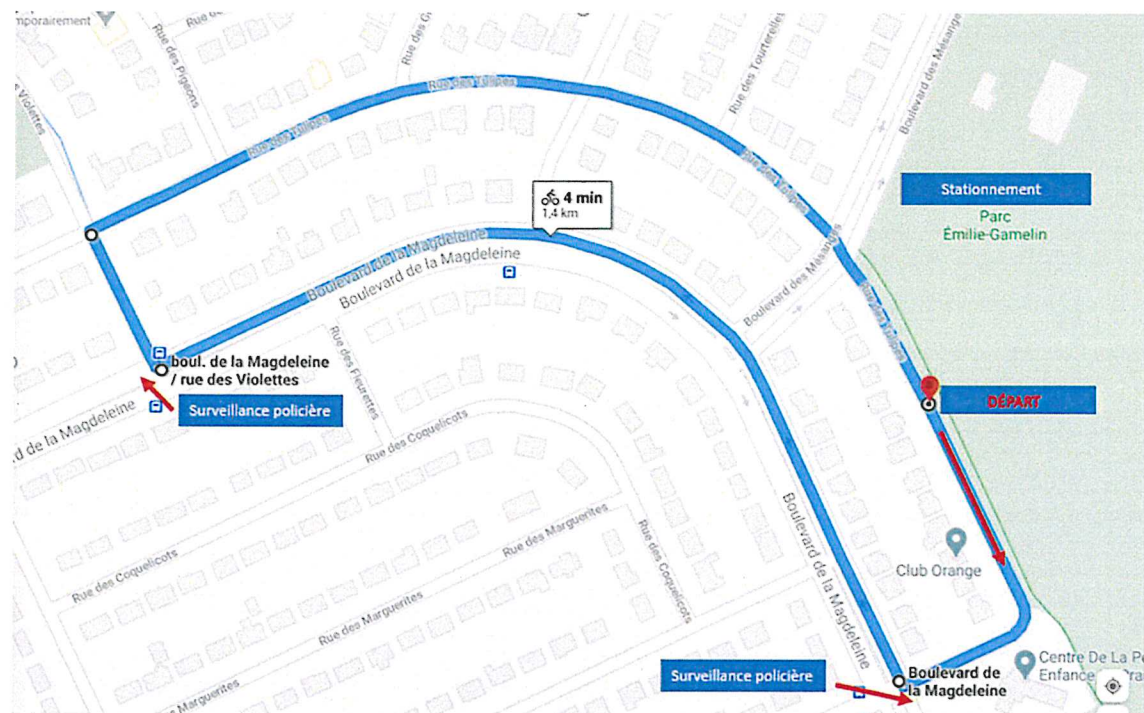 mporairement
Rue des Pigeons
Rue des Tulipes
Rue des Tourterelles
Boulevard des Mésanges
Violettes
Rue des Tulipes
Rue des Tulipes
Stationnement
Parc
Émilie-Gamelin
4 min
1,4 km
Boulevard de la Magdeleine
Boulevard de la Magdeleine
Boulevard des Mésanges
Rue des Tulipes
boul. de la Magdeleine
/ rue des Violettes
Surveillance policière
Rue des Fleurettes
DÉPART
d de la Magdeleine
Rue des Coquelicots
Boulevard de la Magdeleine
Rue des Marguerites
Rue des Coquelicots
Club Orange
Rue des Coquelicots
Rue des Marguerites
Rue des Marguerites
Surveillance policière
Boulevard de
la Magdeleine
Centre De La Pe
Enfance